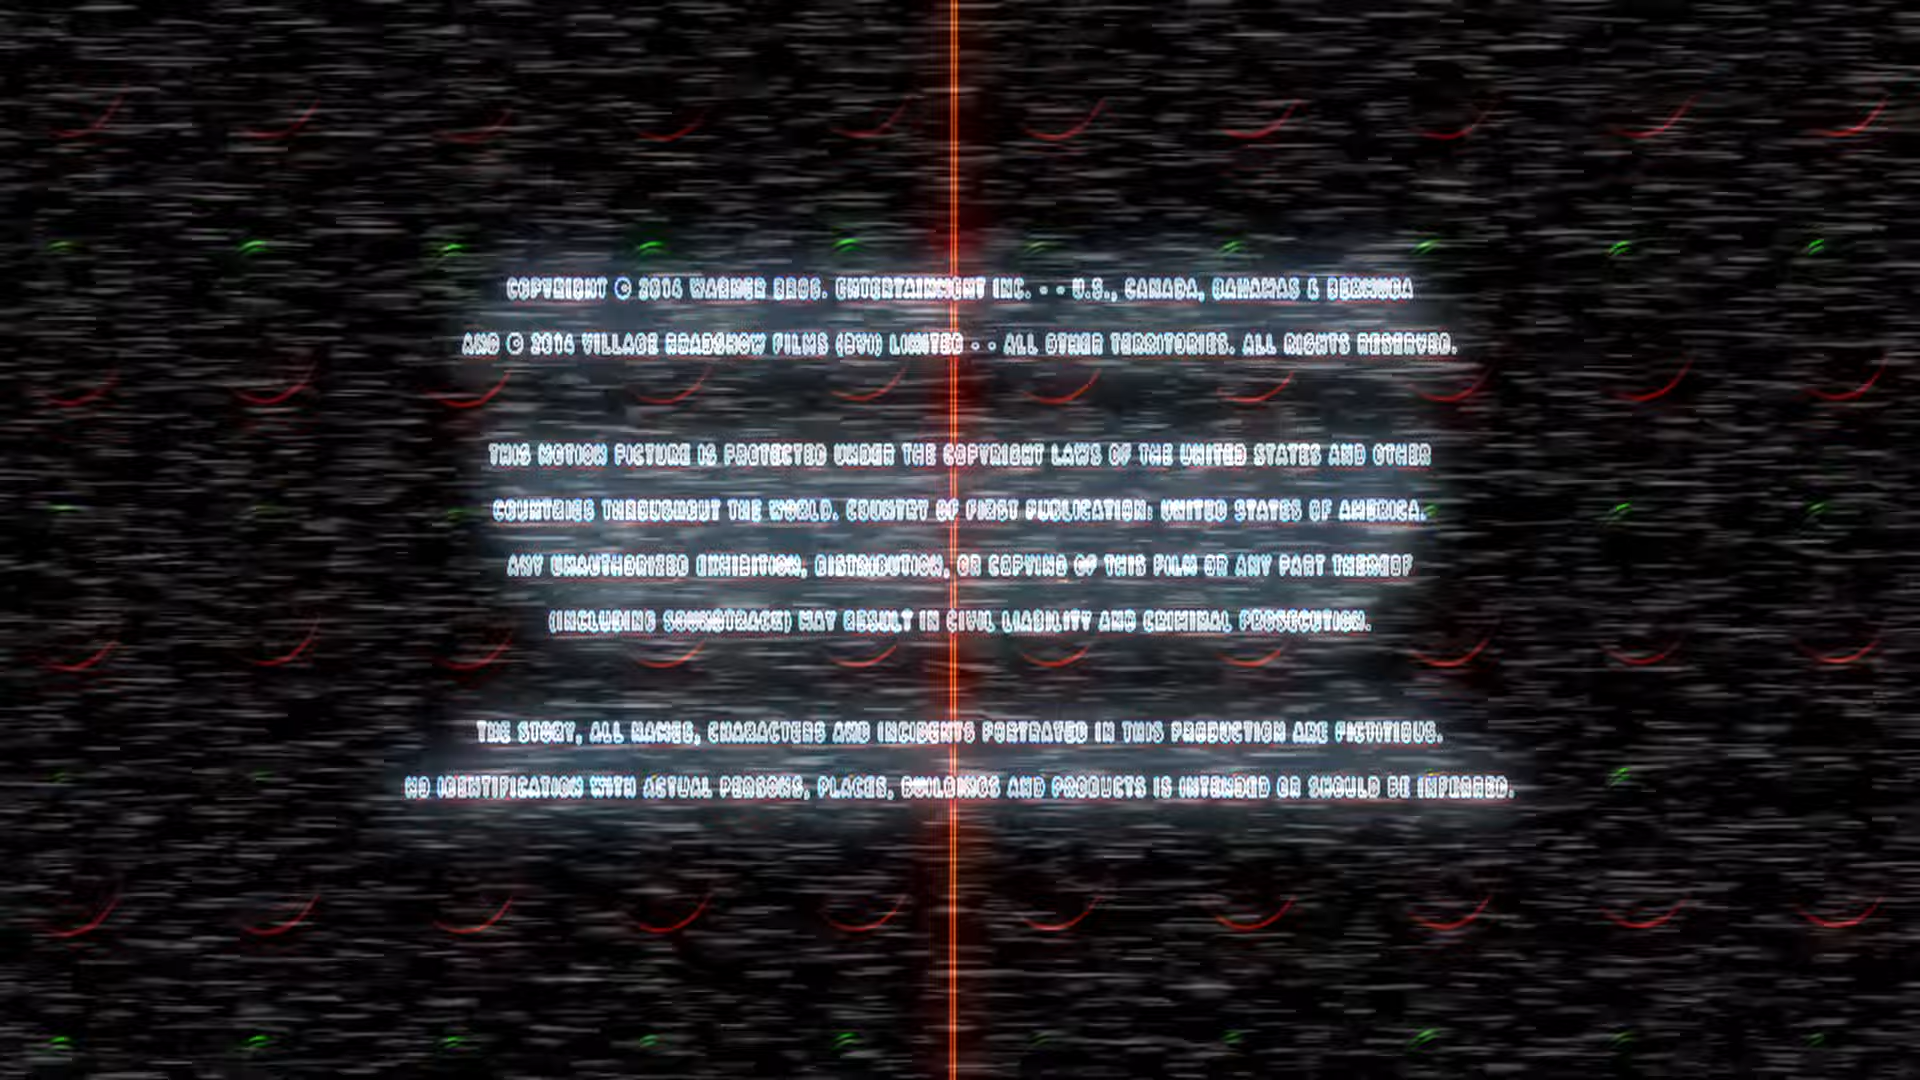 COPYRIGHT © 2014 WARNER BROS. ENTERTAINMENT INC. - - U.S., CANADA, BAHAMAS & BERMUDA
AND © 2014 VILLAGE ROADSHOW FILMS (BVI) LIMITED - - ALL OTHER TERRITORIES. ALL RIGHTS RESERVED.
THIS MOTION PICTURE IS PROTECTED UNDER THE COPYRIGHT LAWS OF THE UNITED STATES AND OTHER
COUNTRIES THROUGHOUT THE WORLD. COUNTRY OF FIRST PUBLICATION: UNITED STATES OF AMERICA.
ANY UNAUTHORIZED EXHIBITION, DISTRIBUTION, OR COPYING OF THIS FILM OR ANY PART THEREOF
(INCLUDING SOUNDTRACK) MAY RESULT IN CIVIL LIABILITY AND CRIMINAL PROSECUTION.
THE STORY, ALL NAMES, CHARACTERS AND INCIDENTS PORTRAYED IN THIS PRODUCTION ARE FICTITIOUS.
NO IDENTIFICATION WITH ACTUAL PERSONS, PLACES, BUILDINGS AND PRODUCTS IS INTENDED OR SHOULD BE INFERRED.